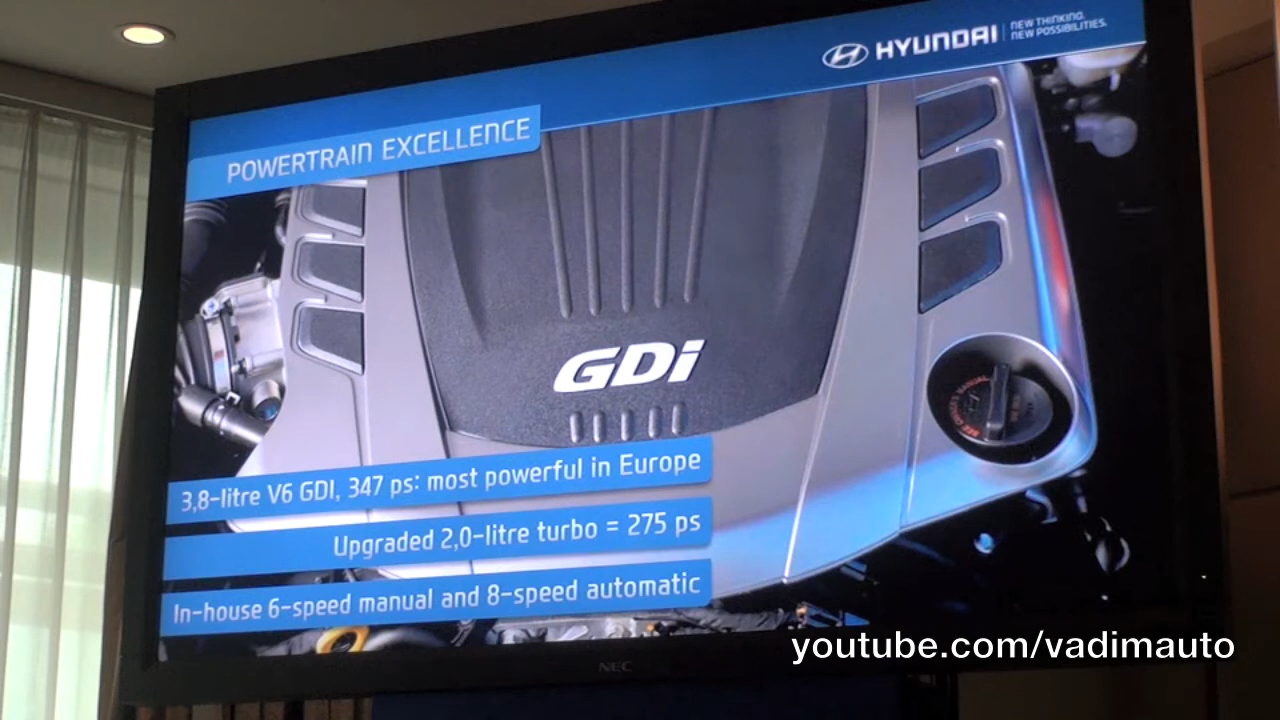 HYUNDAI
NEW THINKING.
NEW POSSIBILITIES.
POWERTRAIN EXCELLENCE
GDi
3,8-litre V6 GDI, 347 ps: most powerful in Europe
Upgraded 2,0-litre turbo = 275 ps
In-house 6-speed manual and 8-speed automatic
youtube.com/vadimauto
NEC